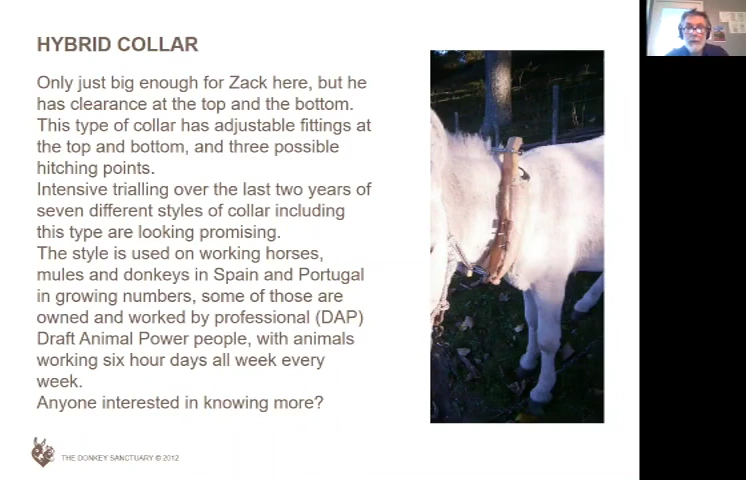 HYBRID COLLAR
Only just big enough for Zack here, but he
has clearance at the top and the bottom.
This type of collar has adjustable fittings at
the top and bottom, and three possible
hitching points.
Intensive trialling over the last two years of
seven different styles of collar including
this type are looking promising.
The style is used on working horses,
mules and donkeys in Spain and Portugal
in growing numbers, some of those are
owned and worked by professional (DAP)
Draft Animal Power people, with animals
working six hour days all week every
week.
Anyone interested in knowing more?
THE DONKEY SANCTUARY © 2012